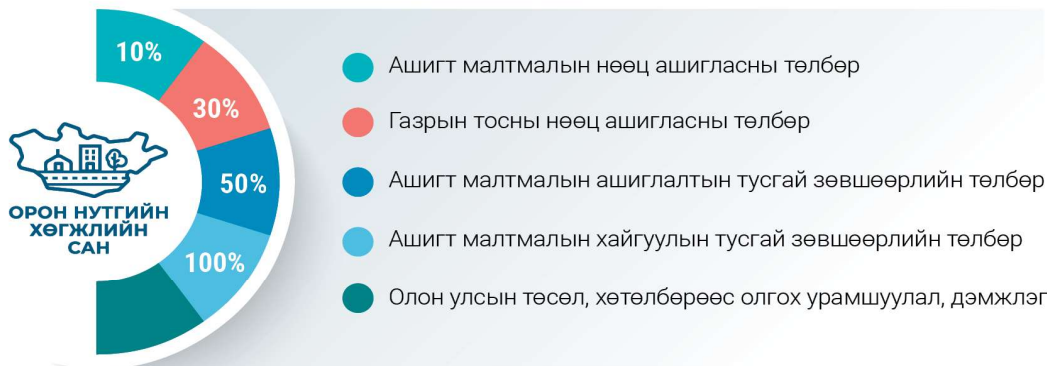 10%
30%
50%
100%
ОРОН НУТГИЙН
ХӨГЖЛИЙН
САН
Ашигт малтмалын нөөц ашигласны төлбөр
Газрын тосны нөөц ашигласны төлбөр
Ашигт малтмалын ашиглалтын тусгай зөвшөөрлийн төлбөр
Ашигт малтмалын хайгуулын тусгай зөвшөөрлийн төлбөр
Олон улсын төсөл, хөтөлбөрөөс олгох урамшуулал, дэмжлэг